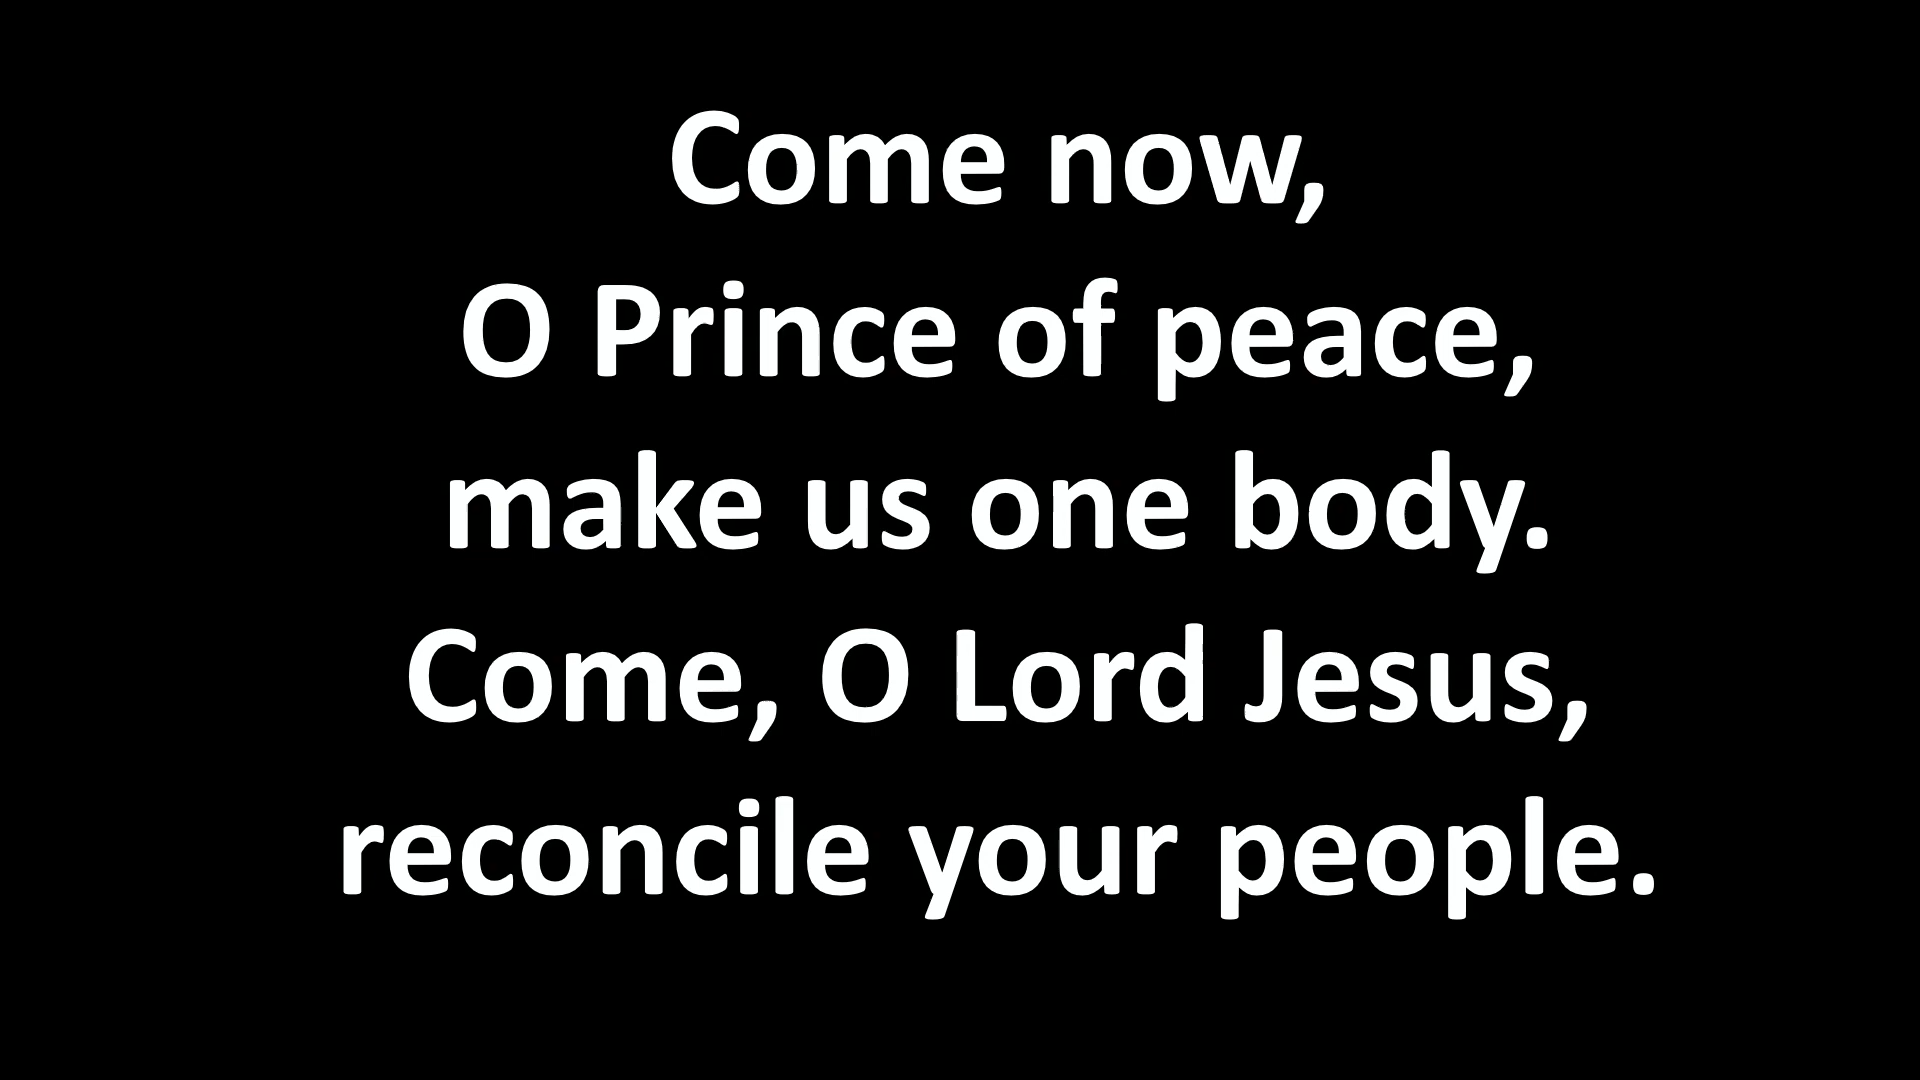 Come now,
O Prince of peace,
make us one body.
Come, O Lord Jesus,
reconcile your people.